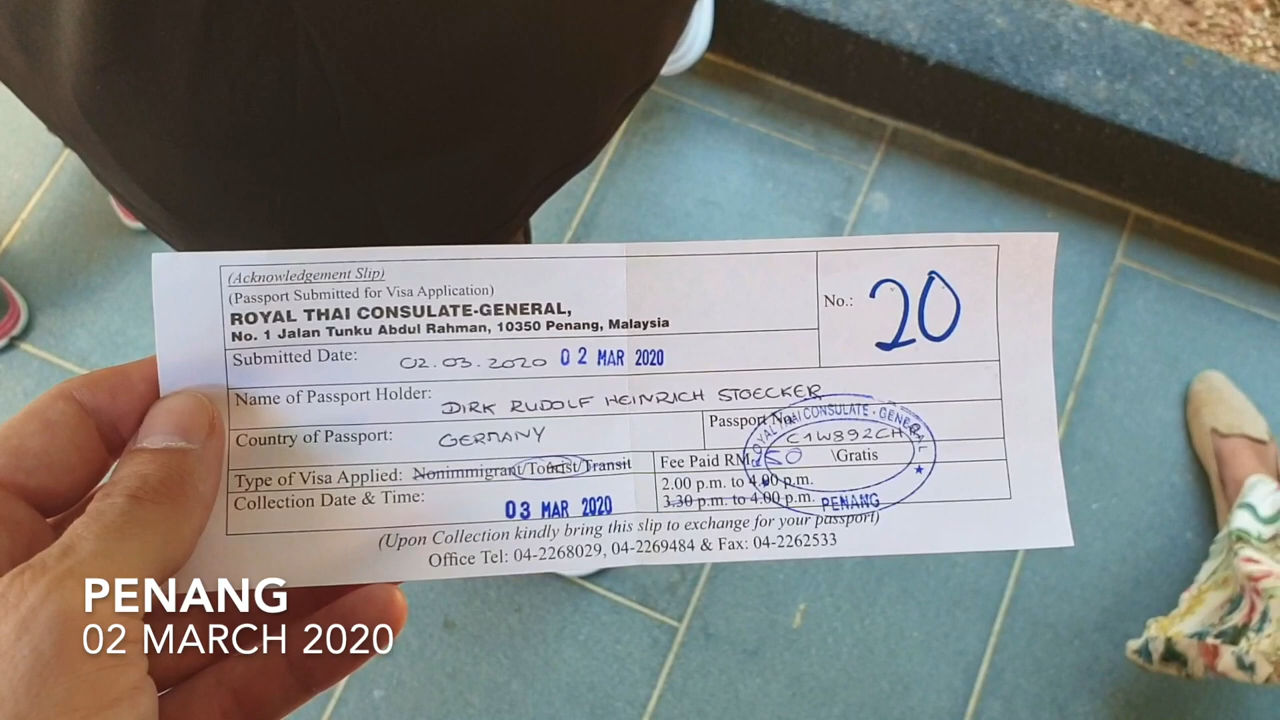 (Acknowledgement Slip)
(Passport Submitted for Visa Application)
ROYAL THAI CONSULATE-GENERAL,
No. 1 Jalan Tunku Abdul Rahman, 10350 Penang, Malaysia
No.: 20
Submitted Date: 02.03.2020 02 MAR 2020
Name of Passport Holder: DIRK RUDOLF HEINRICH STOECKER
Country of Passport: GERMANY
Passport No. C1W892CH
Type of Visa Applied: Nonimmigrant/Tourist/Transit
Fee Paid RM 250 \Gratis
Collection Date & Time: 03 MAR 2020
2.00 p.m. to 4.00 p.m.
3.30 p.m. to 4.00 p.m.
ROYAL THAI CONSULATE - GENERAL
PENANG
(Upon Collection kindly bring this slip to exchange for your passport)
Office Tel: 04-2268029, 04-2269484 & Fax: 04-2262533
PENANG
02 MARCH 2020